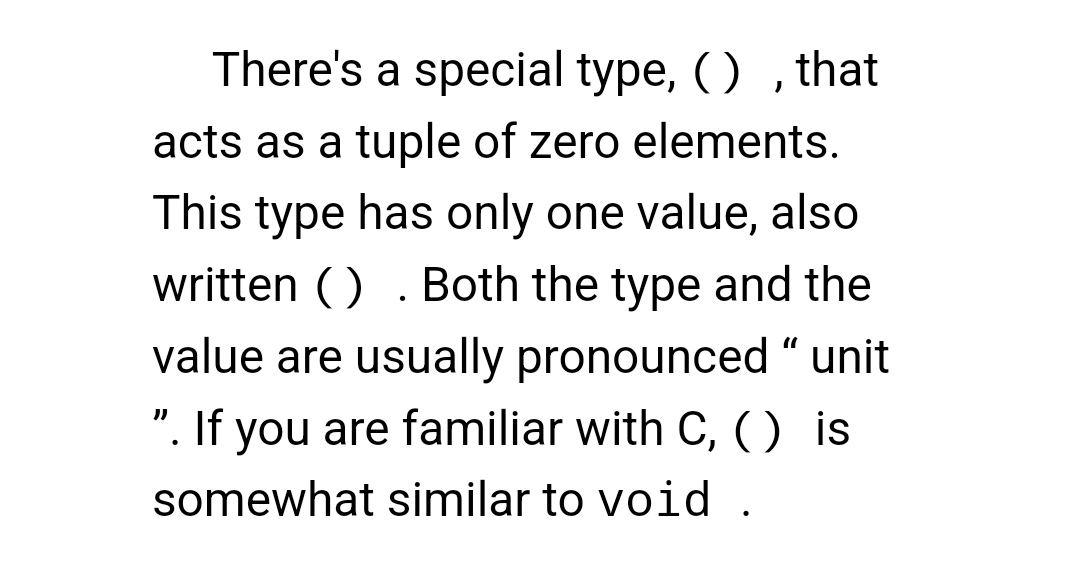 There's a special type, () , that
acts as a tuple of zero elements.
This type has only one value, also
written () . Both the type and the
value are usually pronounced “ unit
”. If you are familiar with C, () is
somewhat similar to void .